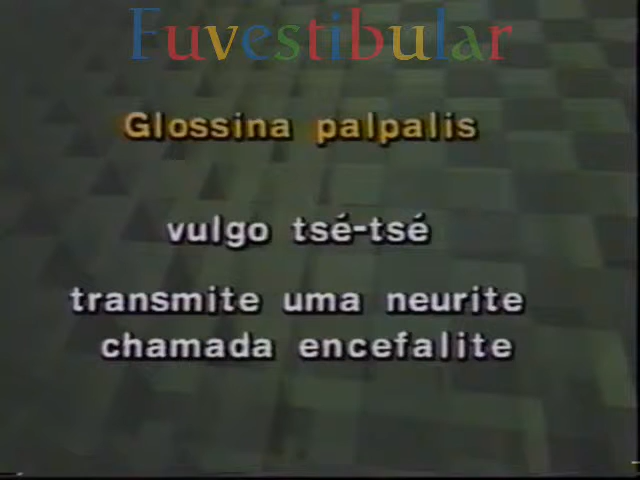 Fuvestibular
Glossina palpalis
vulgo tsé-tsé
transmite uma neurite
chamada encefalite